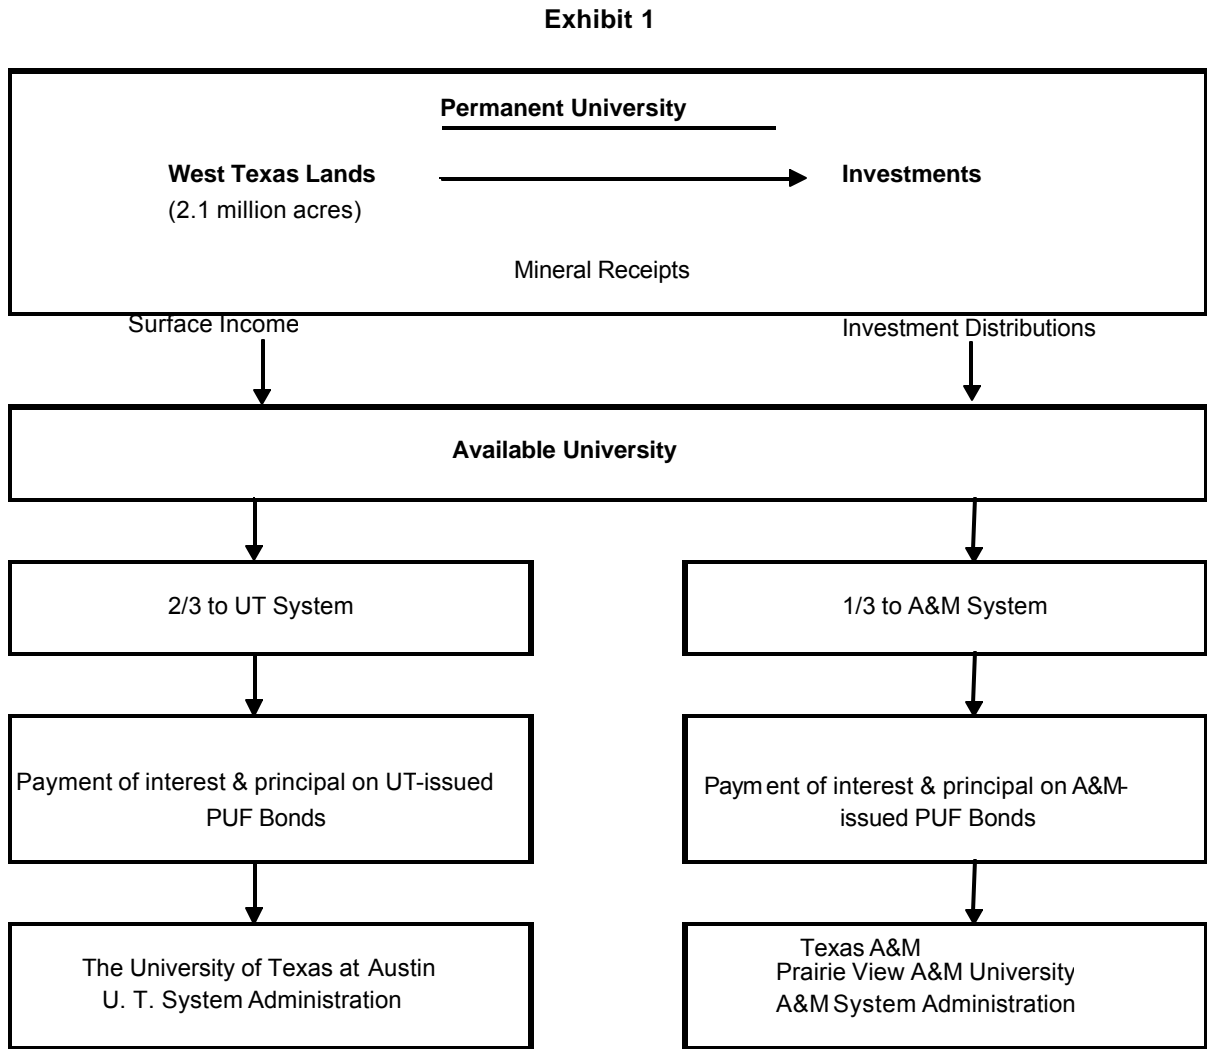 Exhibit 1
Permanent University
West Texas Lands
(2.1 million acres)
Investments
Mineral Receipts
Surface Income
Investment Distributions
Available University
2/3 to UT System
1/3 to A&M System
Payment of interest & principal on UT-issued
PUF Bonds
Payment of interest & principal on A&M-
issued PUF Bonds
The University of Texas at Austin
U. T. System Administration
Texas A&M
Prairie View A&M University
A&M System Administration